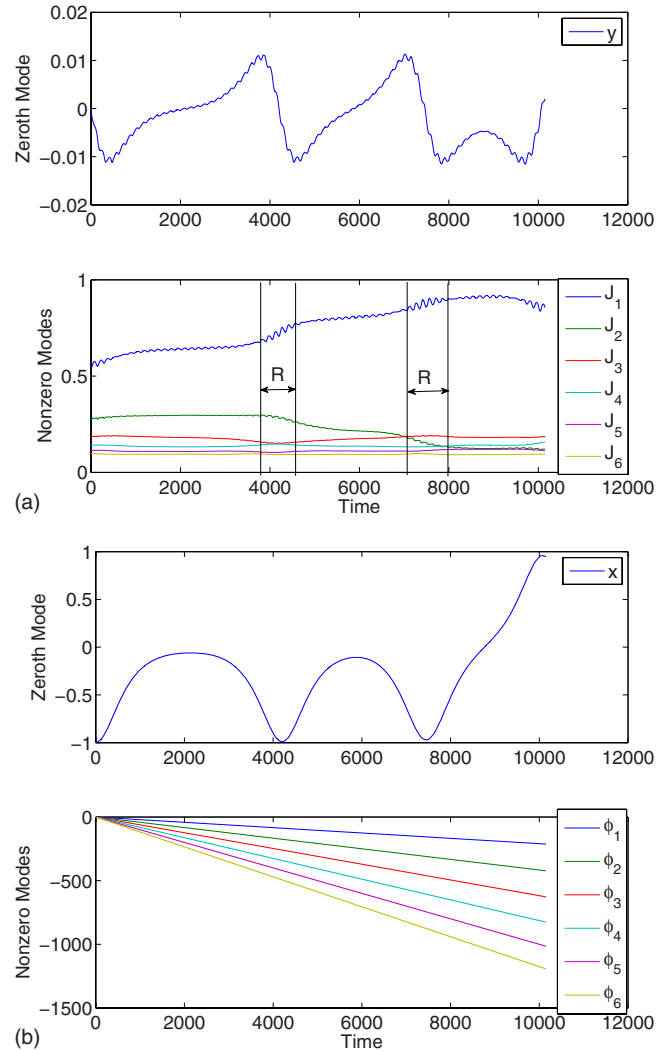 0.02
0.01
0
−0.01
−0.02
Zeroth Mode
y
0 2000 4000 6000 8000 10000 12000
1
0.5
0
Nonzero Modes
R
R
J1
J2
J3
J4
J5
J6
0 2000 4000 6000 8000 10000 12000
Time
(a)
1
0.5
0
−0.5
−1
Zeroth Mode
x
0 2000 4000 6000 8000 10000 12000
0
−500
−1000
−1500
Nonzero Modes
ϕ1
ϕ2
ϕ3
ϕ4
ϕ5
ϕ6
0 2000 4000 6000 8000 10000 12000
Time
(b)